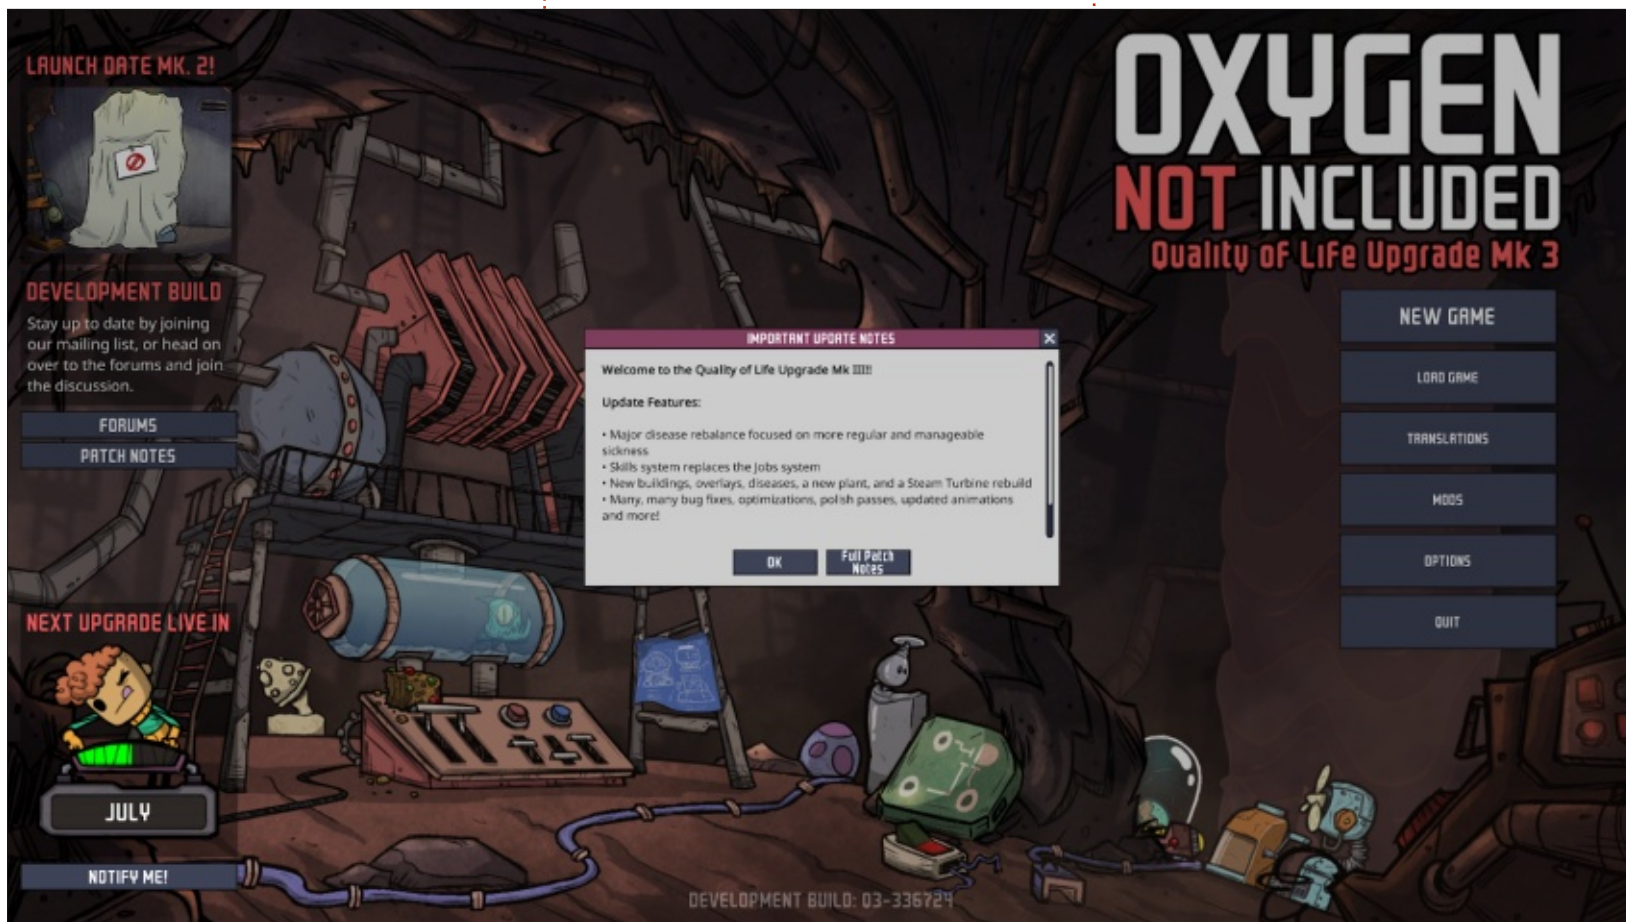 LAUNCH DATE MK. 2!
OXYGEN
NOT INCLUDED
Quality of Life Upgrade Mk 3
DEVELOPMENT BUILD
Stay up to date by joining
our mailing list, or head on
over to the forums and join
the discussion.
FORUMS
PATCH NOTES
IMPORTANT UPDATE NOTES
Welcome to the Quality of Life Upgrade Mk III!!
Update Features:
• Major disease rebalance focused on more regular and manageable
sickness
• Skills system replaces the Jobs system
• New buildings, overlays, diseases, a new plant, and a Steam Turbine rebuild
• Many, many bug fixes, optimizations, polish passes, updated animations
and more!
OK
Full Patch
Notes
NEW GAME
LOAD GAME
TRANSLATIONS
MODS
OPTIONS
QUIT
NEXT UPGRADE LIVE IN
JULY
NOTIFY ME!
DEVELOPMENT BUILD: Q3-336724